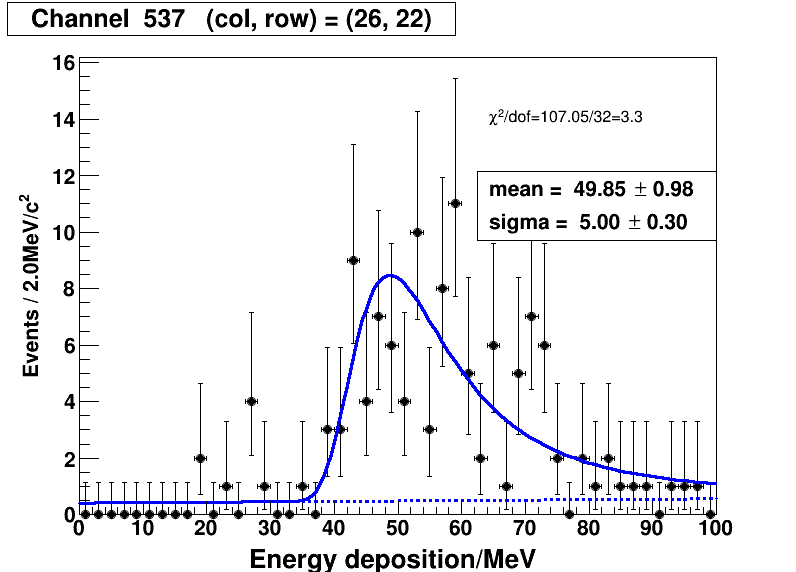 Channel 537 (col, row) = (26, 22)
χ²/dof=107.05/32=3.3
mean = 49.85 ± 0.98
sigma = 5.00 ± 0.30
Events / 2.0MeV/c²
16
14
12
10
8
6
4
2
0
0 10 20 30 40 50 60 70 80 90 100
Energy deposition/MeV